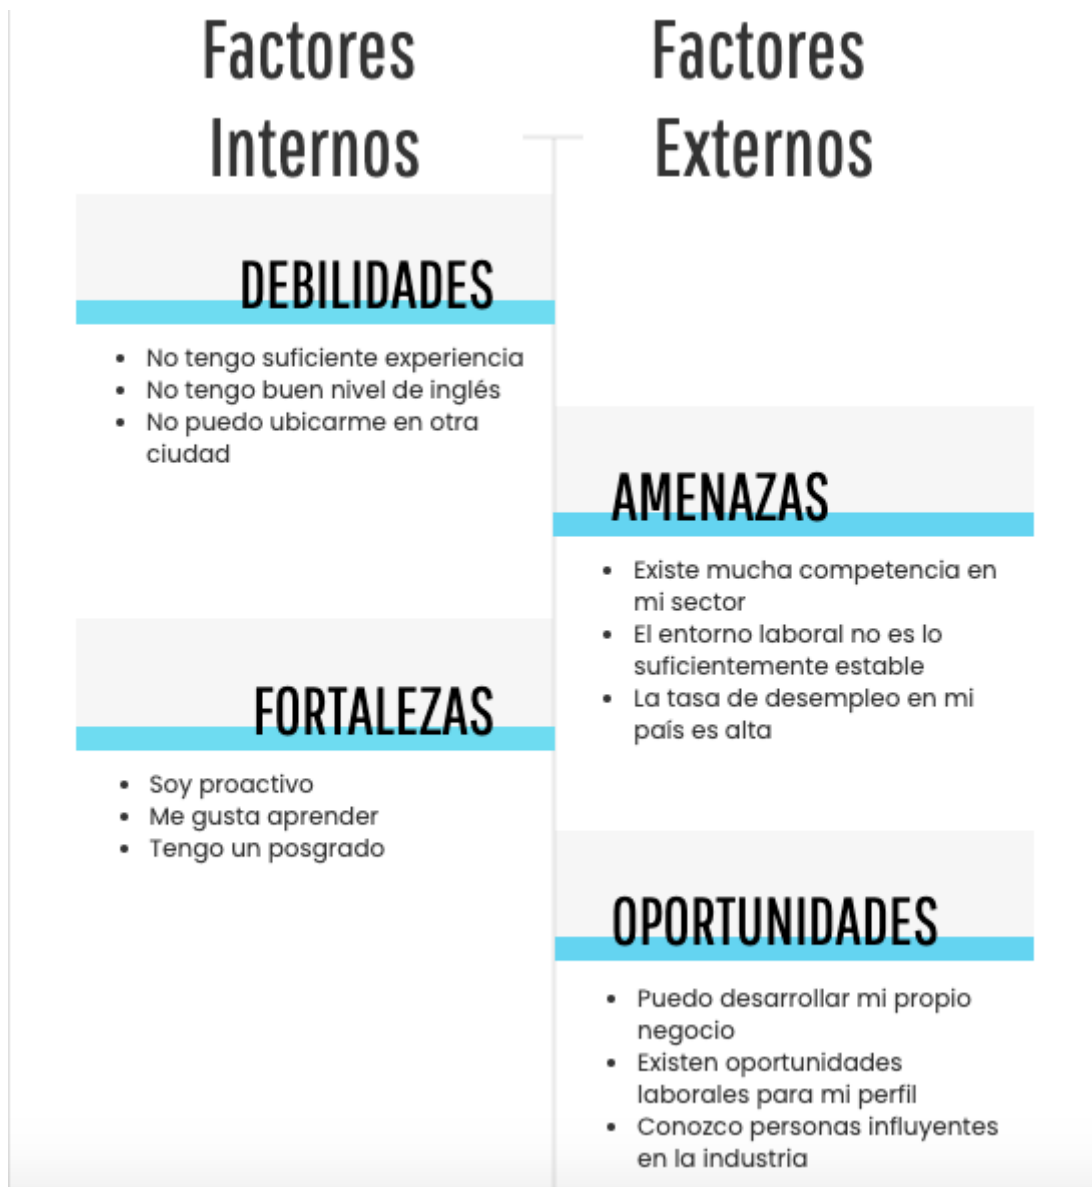 Factores
Internos
Factores
Externos
DEBILIDADES
• No tengo suficiente experiencia
• No tengo buen nivel de inglés
• No puedo ubicarme en otra
ciudad
AMENAZAS
• Existe mucha competencia en
mi sector
• El entorno laboral no es lo
suficientemente estable
• La tasa de desempleo en mi
país es alta
FORTALEZAS
• Soy proactivo
• Me gusta aprender
• Tengo un posgrado
OPORTUNIDADES
• Puedo desarrollar mi propio
negocio
• Existen oportunidades
laborales para mi perfil
• Conozco personas influyentes
en la industria